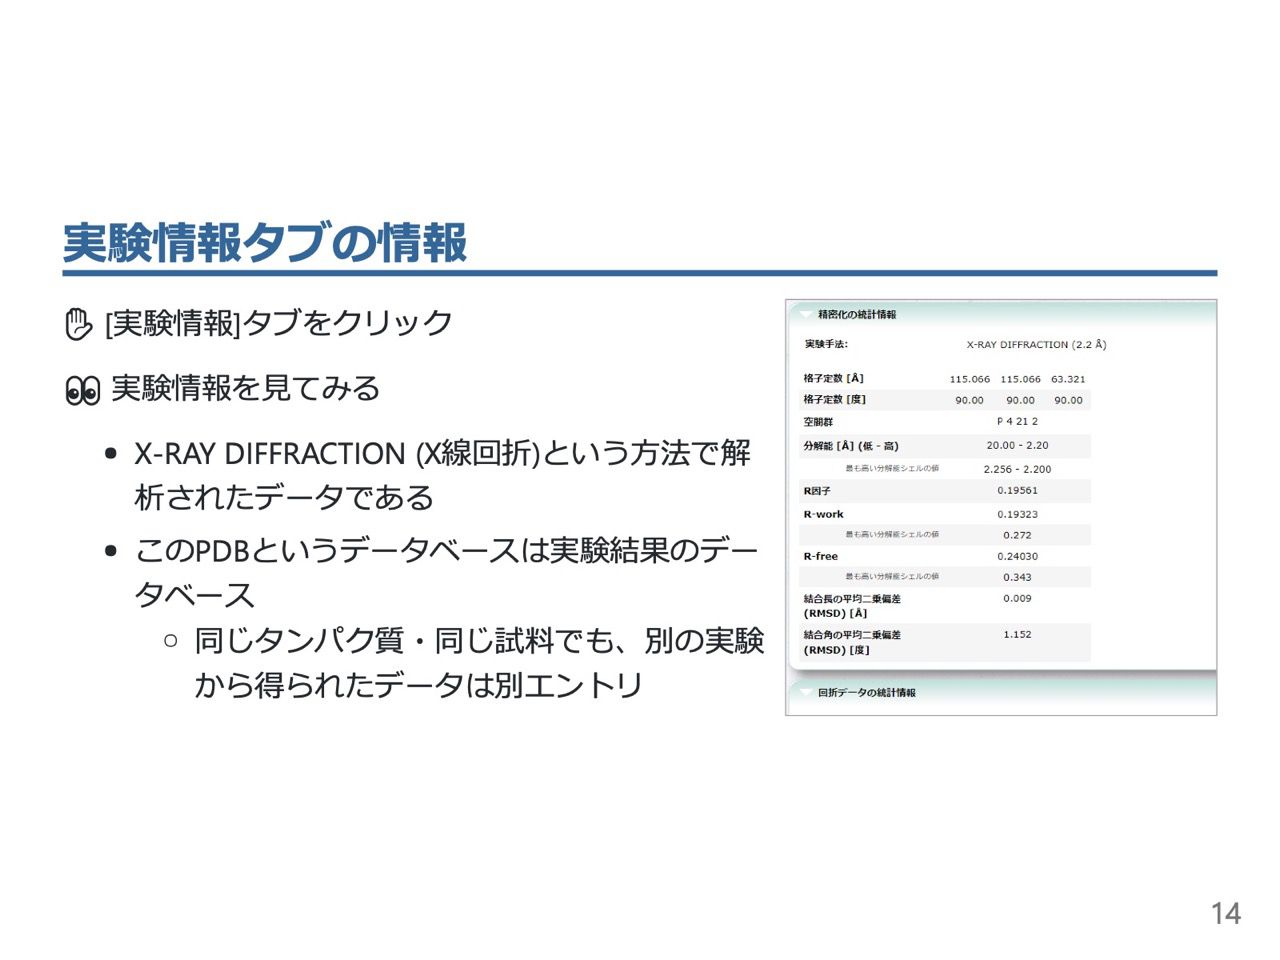 実験情報タブの情報
✋ [実験情報]タブをクリック
👀 実験情報を見てみる
• X-RAY DIFFRACTION (X線回折)という方法で解
析されたデータである
• このPDBというデータベースは実験結果のデー
タベース
○ 同じタンパク質・同じ試料でも、別の実験
から得られたデータは別エントリ
精密化の統計情報
実験手法: X-RAY DIFFRACTION (2.2 Å)
格子定数 [Å] 115.066 115.066 63.321
格子定数 [度] 90.00 90.00 90.00
空間群 P 4 21 2
分解能 [Å] (低 - 高) 20.00 - 2.20
最も高い分解能シェルの値 2.256 - 2.200
R因子 0.19561
R-work 0.19323
最も高い分解能シェルの値 0.272
R-free 0.24030
最も高い分解能シェルの値 0.343
結合長の平均二乗偏差 0.009
(RMSD) [Å]
結合角の平均二乗偏差 1.152
(RMSD) [度]
回折データの統計情報
14